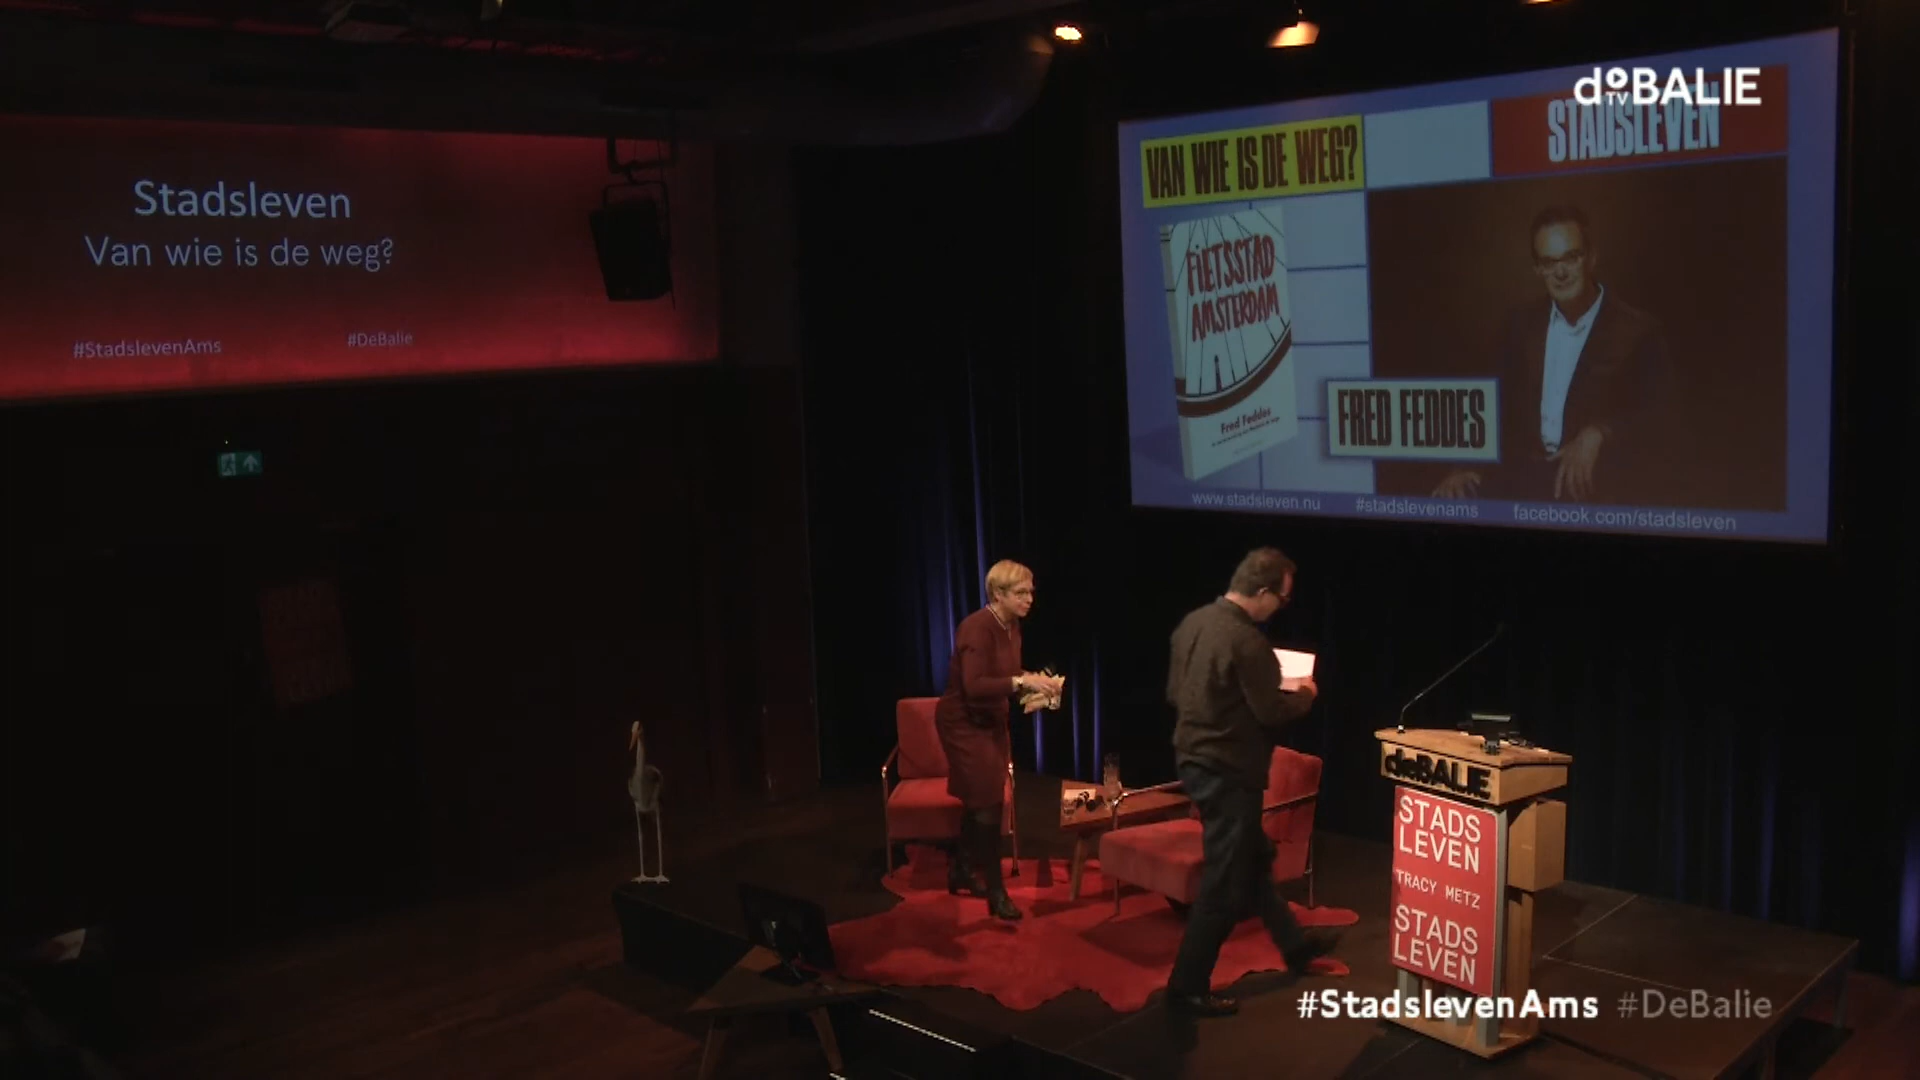 Stadsleven
Van wie is de weg?
#StadslevenAms #DeBalie
deBALIE
TV
VAN WIE IS DE WEG?
STADSLEVEN
FIETSSTAD
AMSTERDAM
Fred Feddes
FRED FEDDES
www.stadsleven.nu #stadslevenams facebook.com/stadsleven
deBALIE
STADS
LEVEN
TRACY METZ
STADS
LEVEN
#StadslevenAms #DeBalie